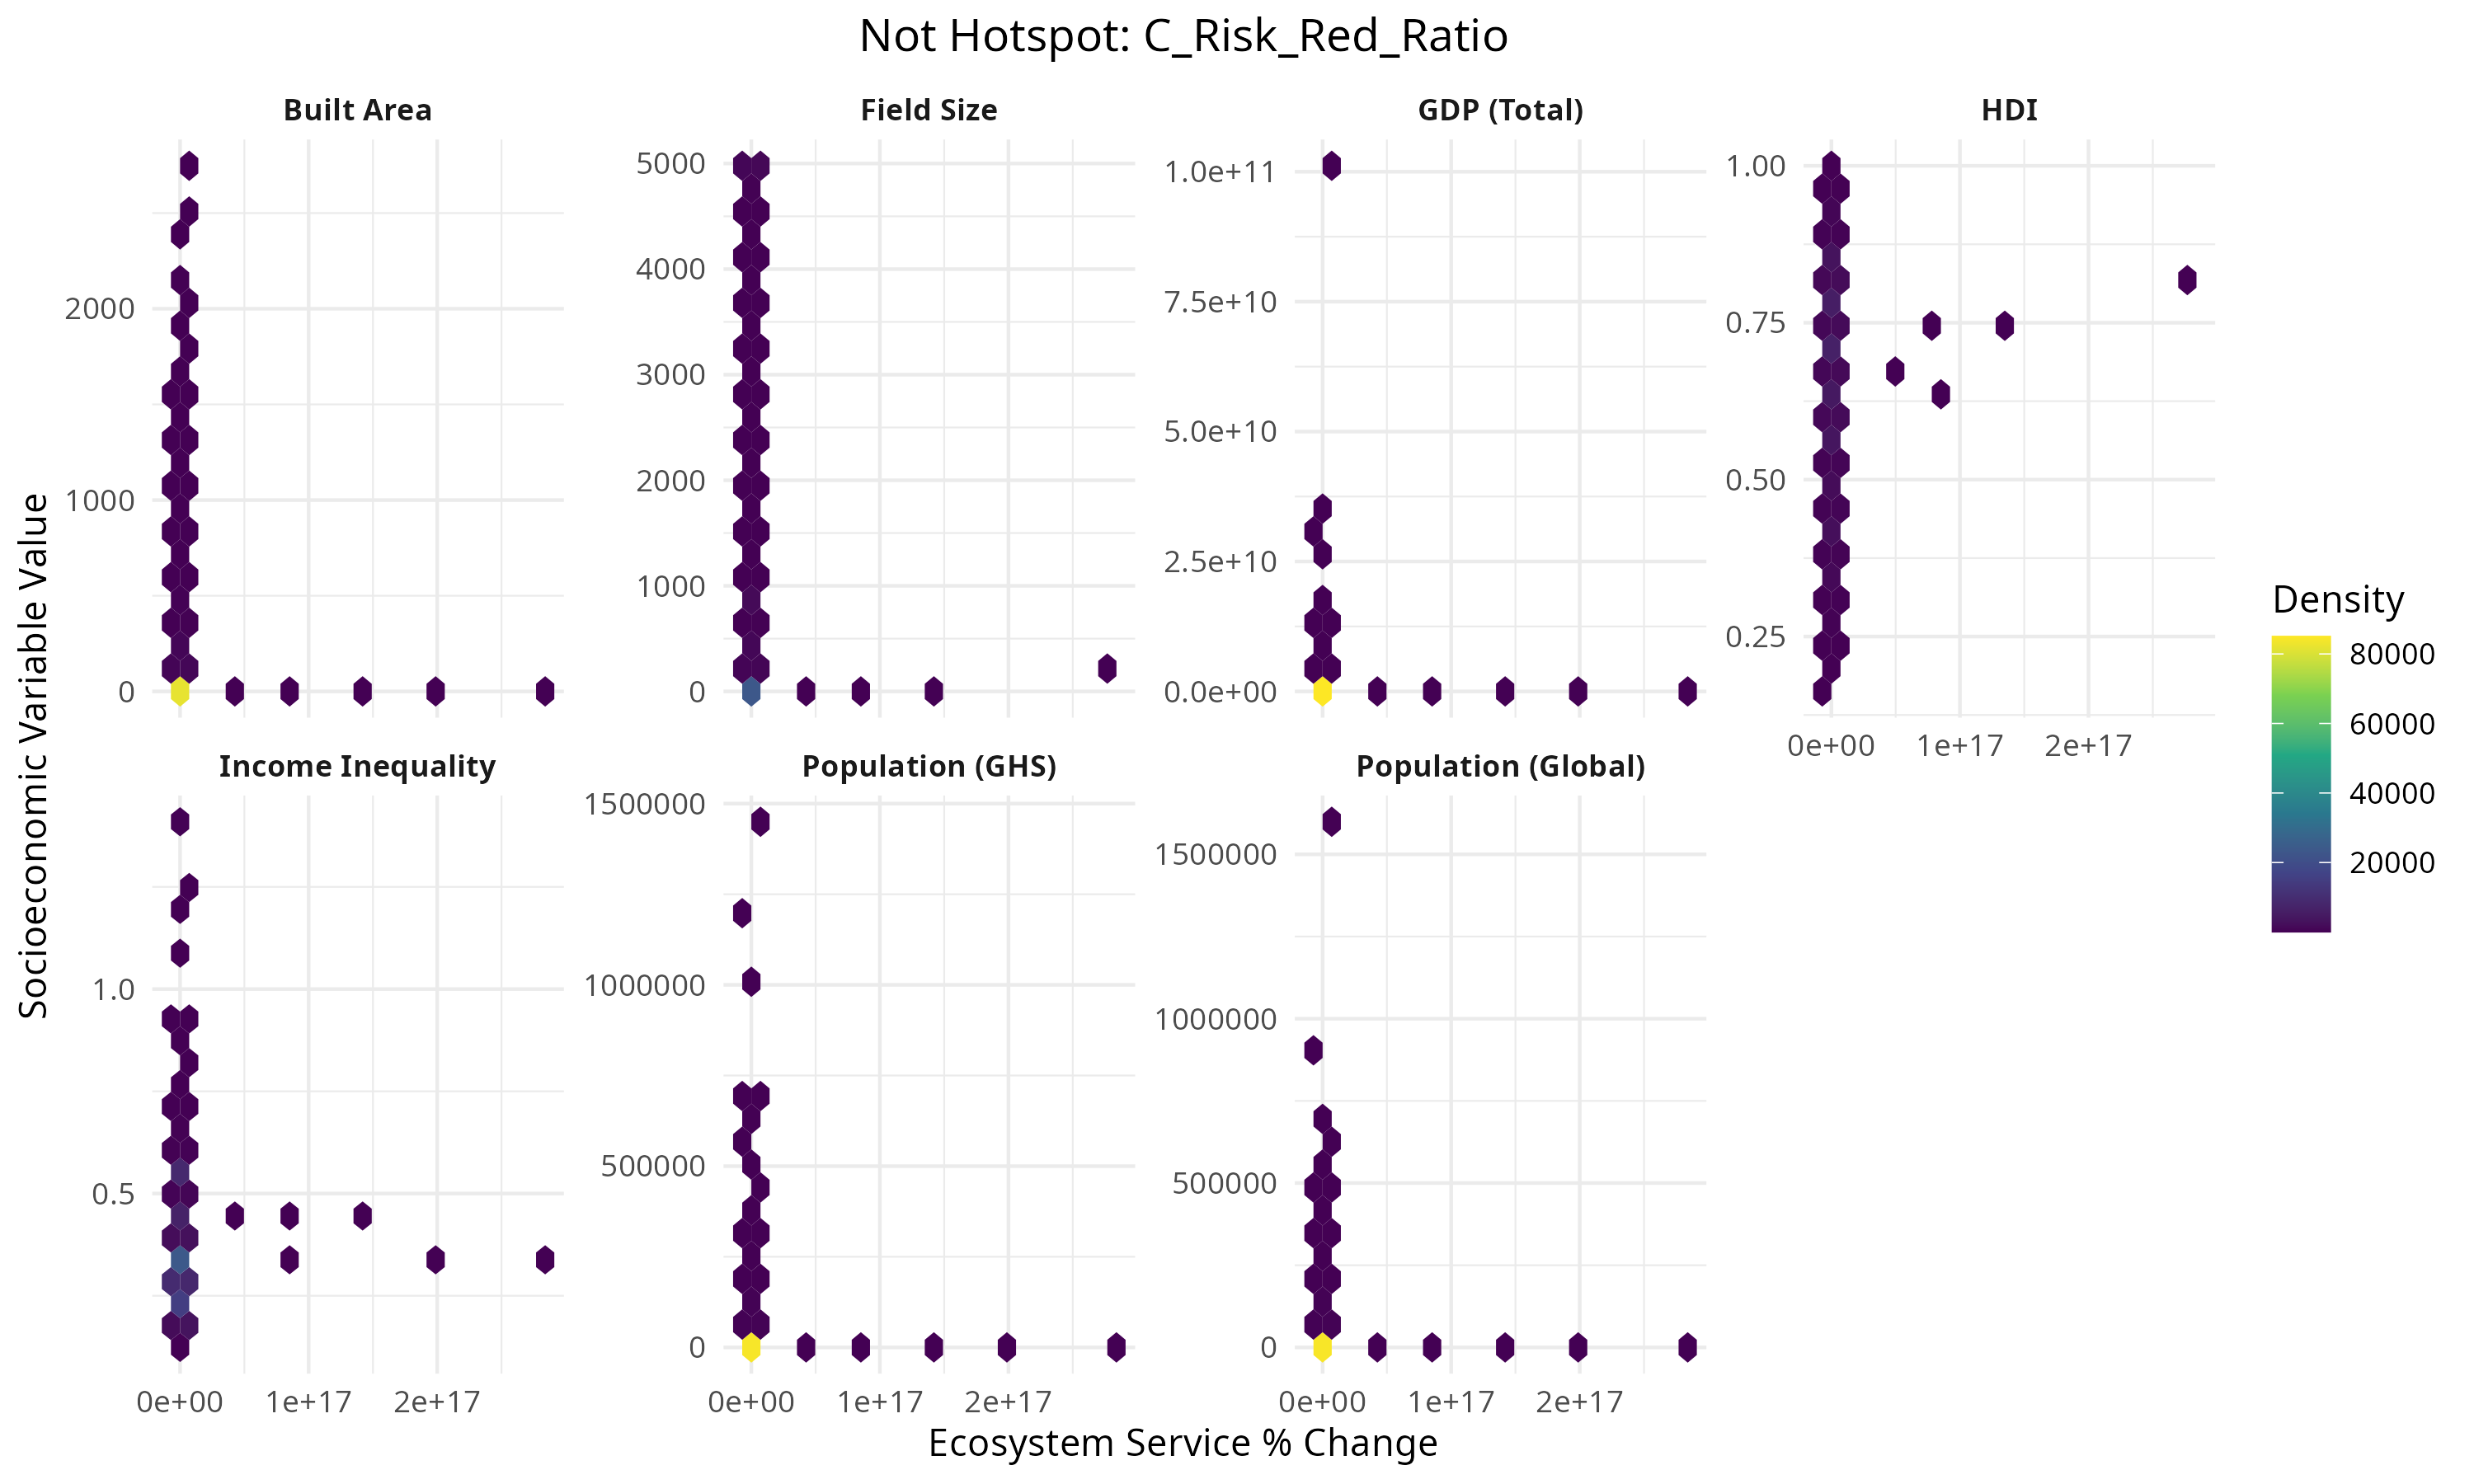 Not Hotspot: C_Risk_Red_Ratio
Built Area
Field Size
GDP (Total)
HDI
2000
1000
0
5000
4000
3000
2000
1000
0
1.0e+11
7.5e+10
5.0e+10
2.5e+10
0.0e+00
1.00
0.75
0.50
0.25
0e+00 1e+17 2e+17
Income Inequality
Population (GHS)
Population (Global)
1.0
0.5
1500000
1000000
500000
0
1500000
1000000
500000
0
0e+00 1e+17 2e+17
0e+00 1e+17 2e+17
0e+00 1e+17 2e+17
Ecosystem Service % Change
Socioeconomic Variable Value
Density
80000
60000
40000
20000